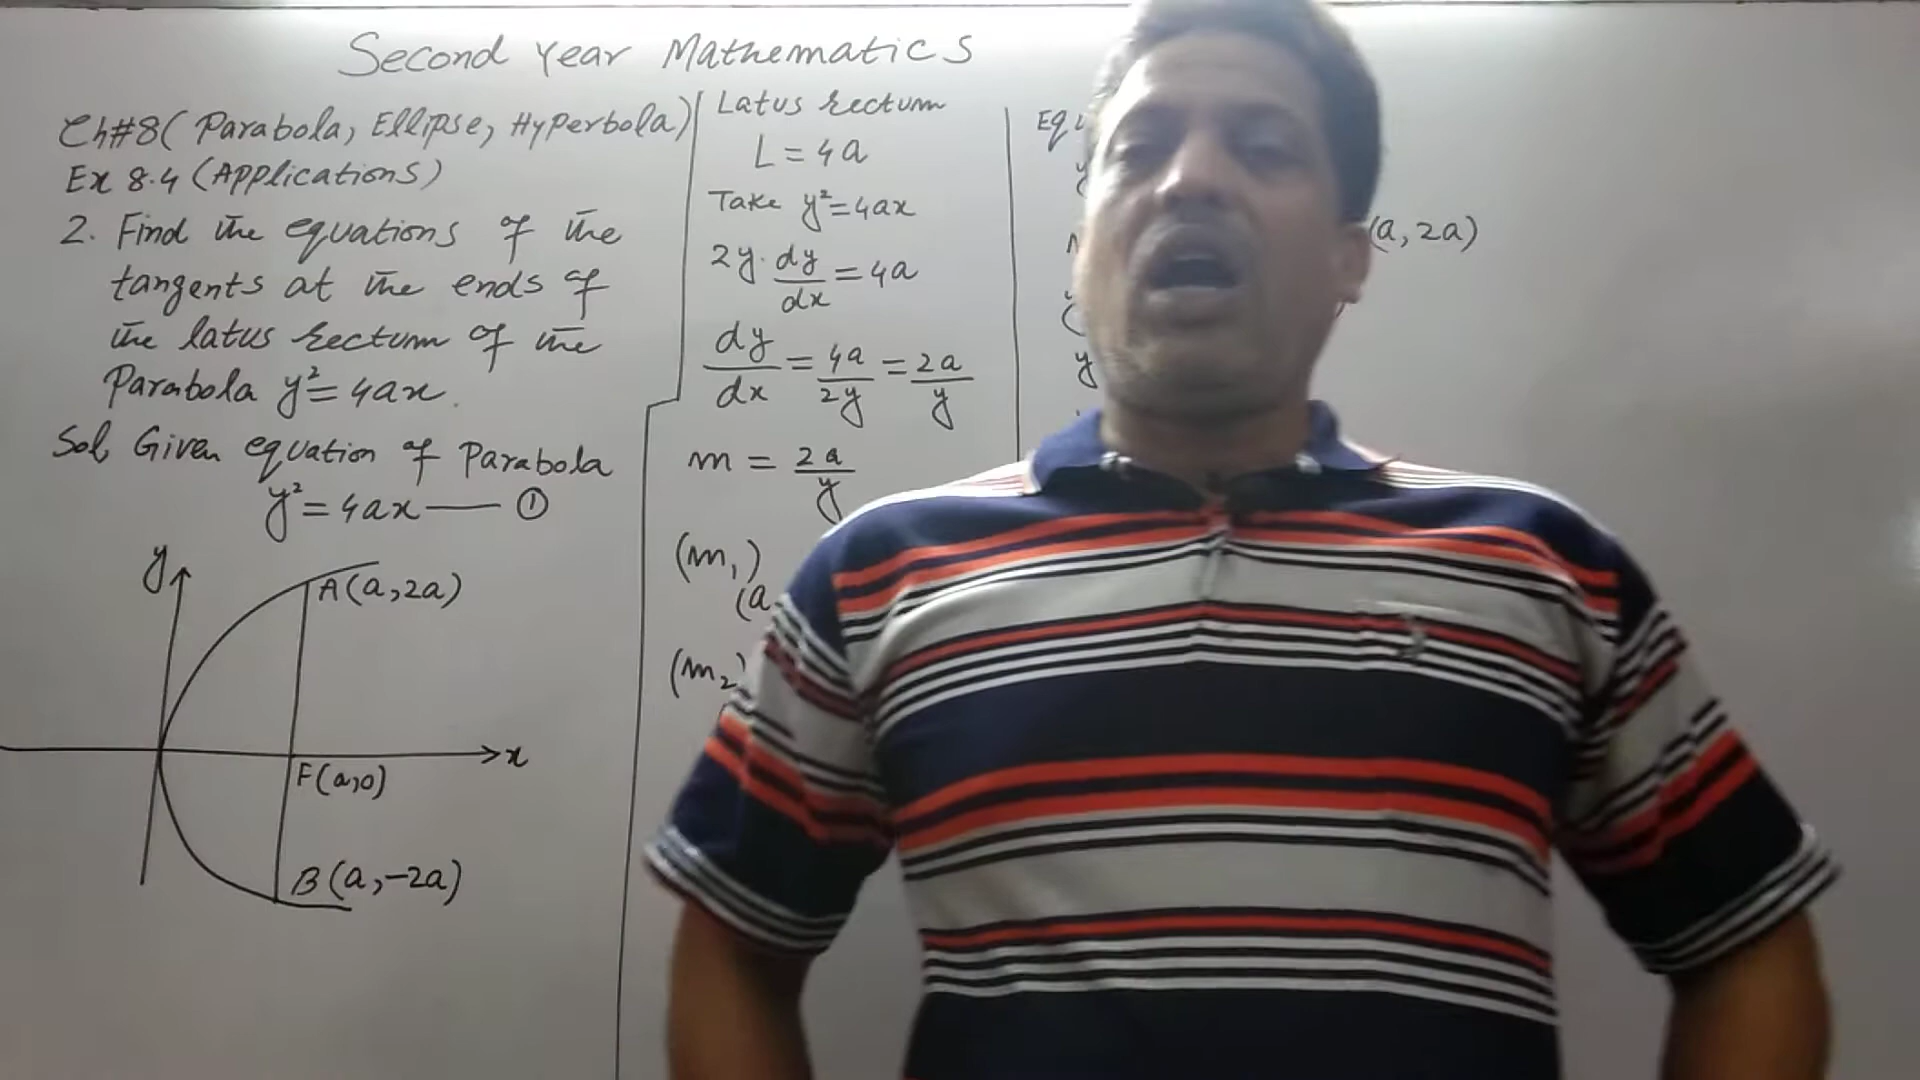 Second Year Mathematics
Ch#8(Parabola, Ellipse, Hyperbola)
Ex 8.4 (Applications)
2. Find the equations of the
tangents at the ends of
the latus rectum of the
Parabola y²=4ax.
Sol Given equation of Parabola
y²=4ax — ①
y
A(a,2a)
x
F(a,0)
B(a,-2a)
Latus rectum
L=4a
Take y²=4ax
2y.dy/dx=4a
dy/dx=4a/2y=2a/y
m=2a/y
(m₁)
(a
(m₂)
(a, 2a)
y